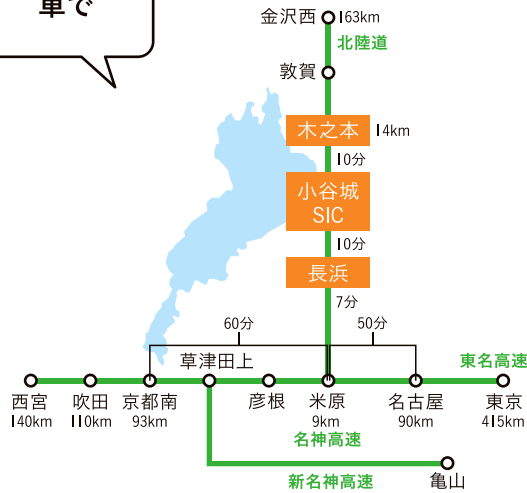 車で
金沢西
163km
北陸道
敦賀
木之本
14km
10分
小谷城
SIC
10分
長浜
7分
60分
50分
草津田上
東名高速
西宮
140km
吹田
110km
京都南
93km
彦根
米原
9km
名古屋
90km
東京
415km
名神高速
新名神高速
亀山